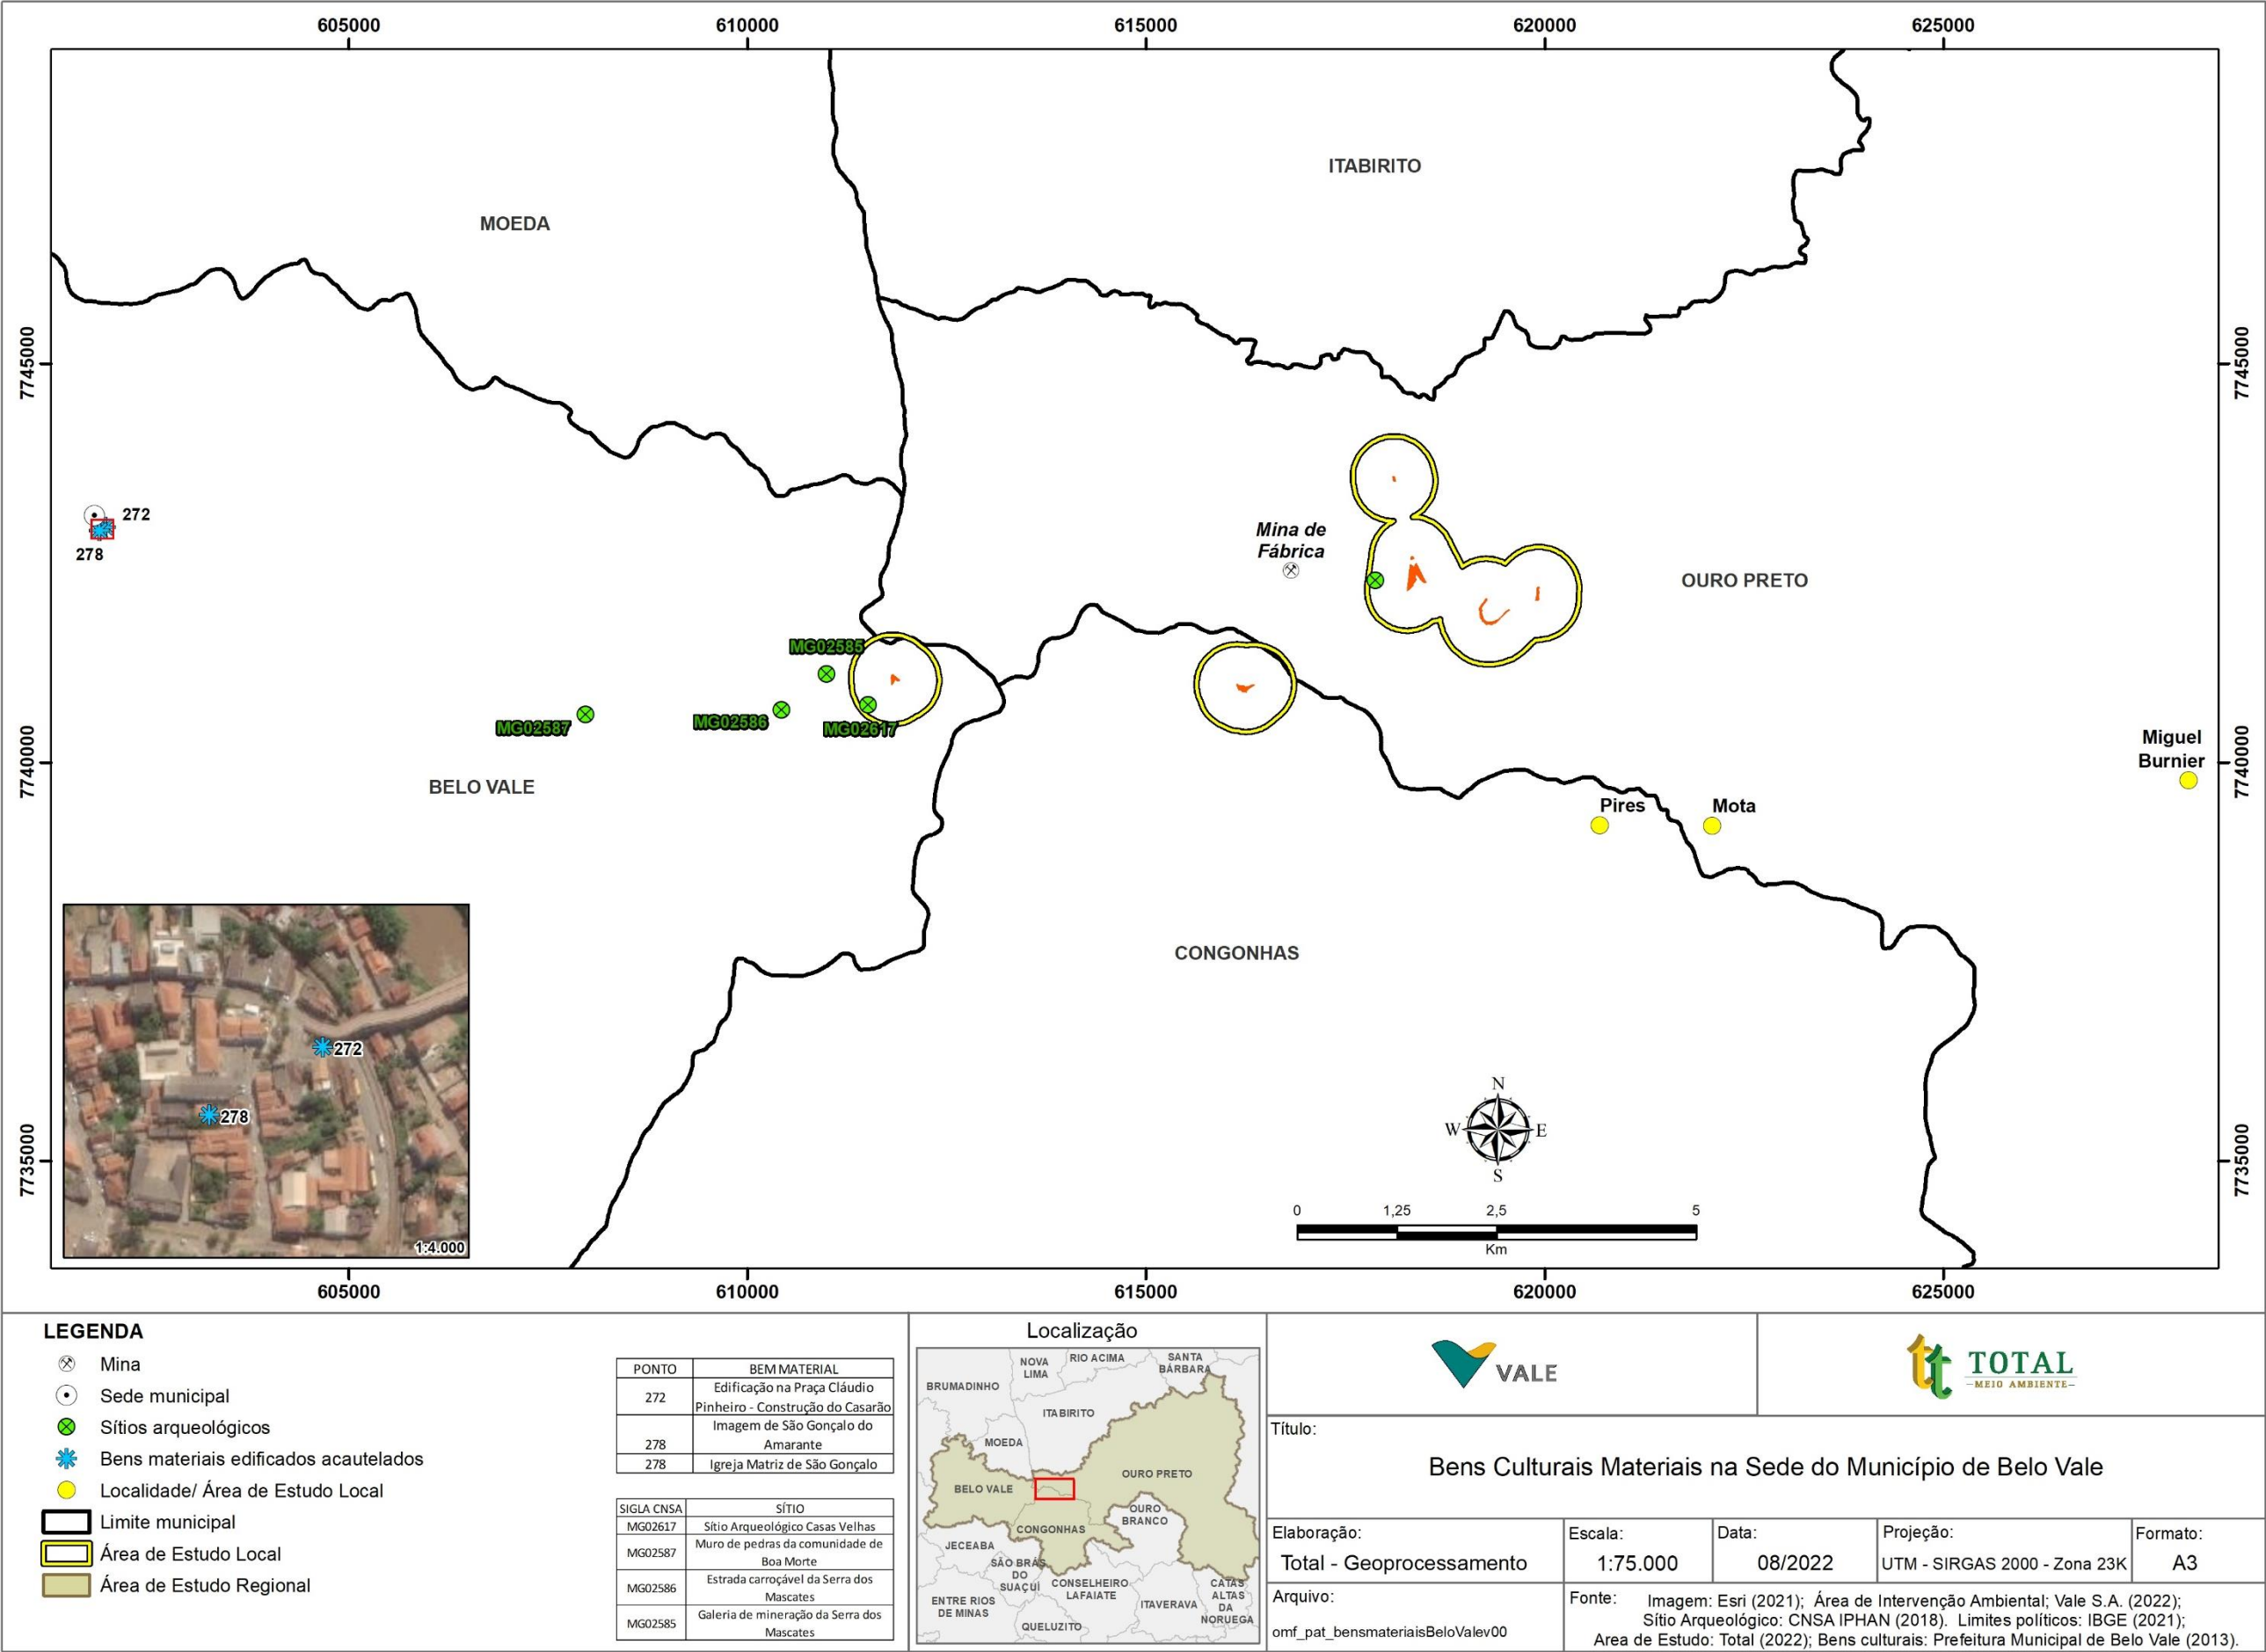 605000
610000
615000
620000
625000
ITABIRITO
MOEDA
7745000
7745000
272
278
Mina de
Fábrica
OURO PRETO
MG02585
MG02587
MG02586
MG02617
BELO VALE
Miguel
Burnier
7740000
7740000
Pires
Mota
CONGONHAS
272
278
1:4.000
7735000
7735000
N
W
E
S
0
1,25
2,5
5
Km
605000
610000
615000
620000
625000
LEGENDA
Mina
Sede municipal
Sítios arqueológicos
Bens materiais edificados acautelados
Localidade/ Área de Estudo Local
Limite municipal
Área de Estudo Local
Área de Estudo Regional
PONTO BEM MATERIAL
272 Edificação na Praça Cláudio
Pinheiro - Construção do Casarão
278 Imagem de São Gonçalo do
Amarante
278 Igreja Matriz de São Gonçalo
SIGLA CNSA SÍTIO
MG02617 Sítio Arqueológico Casas Velhas
MG02587 Muro de pedras da comunidade de
Boa Morte
MG02586 Estrada carroçável da Serra dos
Mascates
MG02585 Galeria de mineração da Serra dos
Mascates
Localização
NOVA
LIMA
RIO ACIMA
SANTA
BÁRBARA
BRUMADINHO
ITABIRITO
MOEDA
OURO PRETO
BELO VALE
OURO
BRANCO
CONGONHAS
JECEABA
SÃO BRÁS
DO
SUAÇUÍ
CONSELHEIRO
LAFAIETE
CATAS
ALTAS
DA
NORUEGA
ITAVERAVA
ENTRE RIOS
DE MINAS
QUELUZITO
VALE
TOTAL
MEIO AMBIENTE
Título:
Bens Culturais Materiais na Sede do Município de Belo Vale
Elaboração:
Total - Geoprocessamento
Escala:
1:75.000
Data:
08/2022
Projeção:
UTM - SIRGAS 2000 - Zona 23K
Formato:
A3
Arquivo:
omf_pat_bensmateriaisBeloValev00
Fonte: Imagem: Esri (2021); Área de Intervenção Ambiental; Vale S.A. (2022);
Sítio Arqueológico: CNSA IPHAN (2018). Limites políticos: IBGE (2021);
Area de Estudo: Total (2022); Bens culturais: Prefeitura Municipal de Belo Vale (2013).